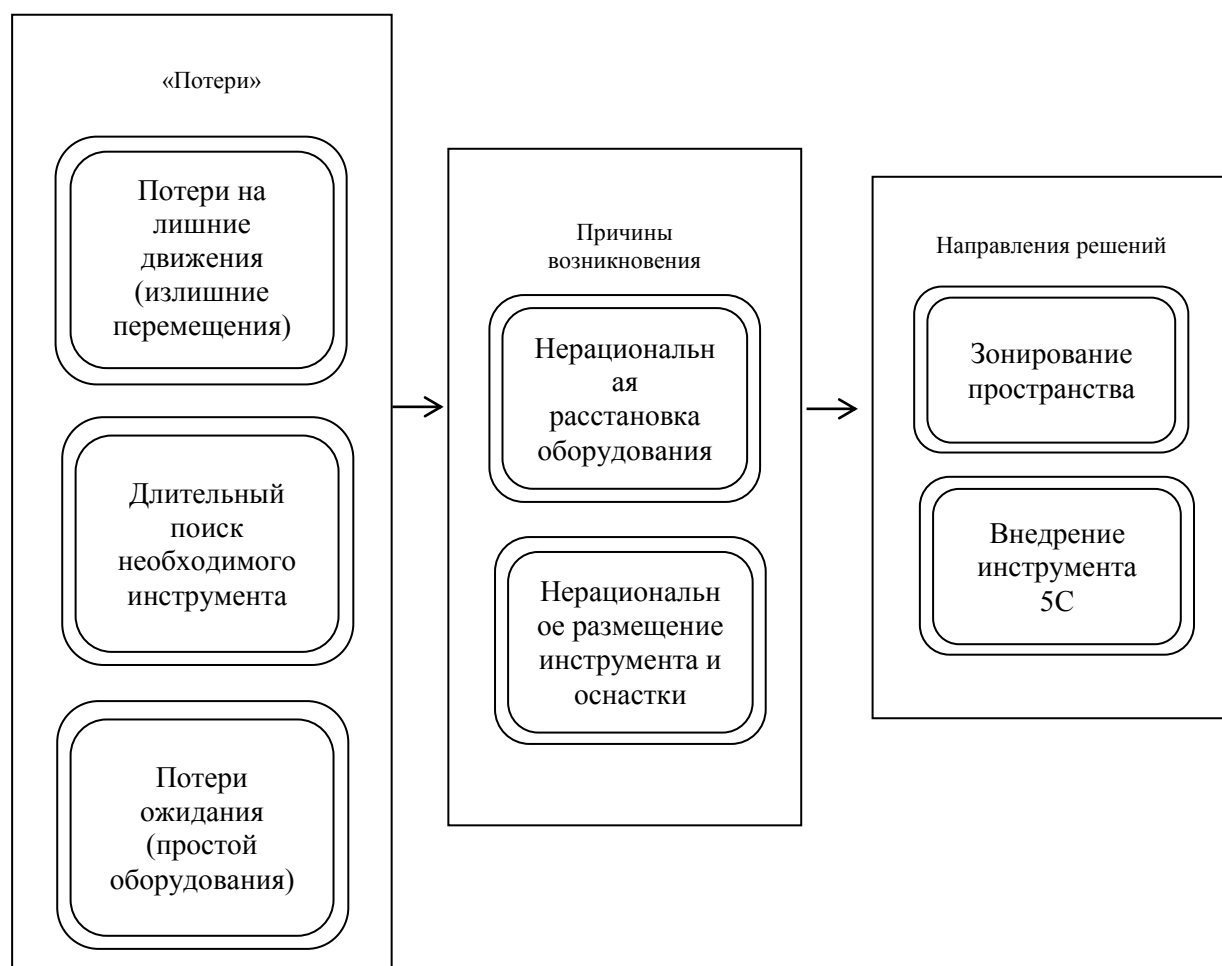 «Потери»
Потери на
лишние
движения
(излишние
перемещения)
Длительный
поиск
необходимого
инструмента
Потери
ожидания
(простой
оборудования)
Причины
возникновения
Нерациональн
ая
расстановка
оборудования
Нерациональн
ое размещение
инструмента и
оснастки
Направления решений
Зонирование
пространства
Внедрение
инструмента
5С